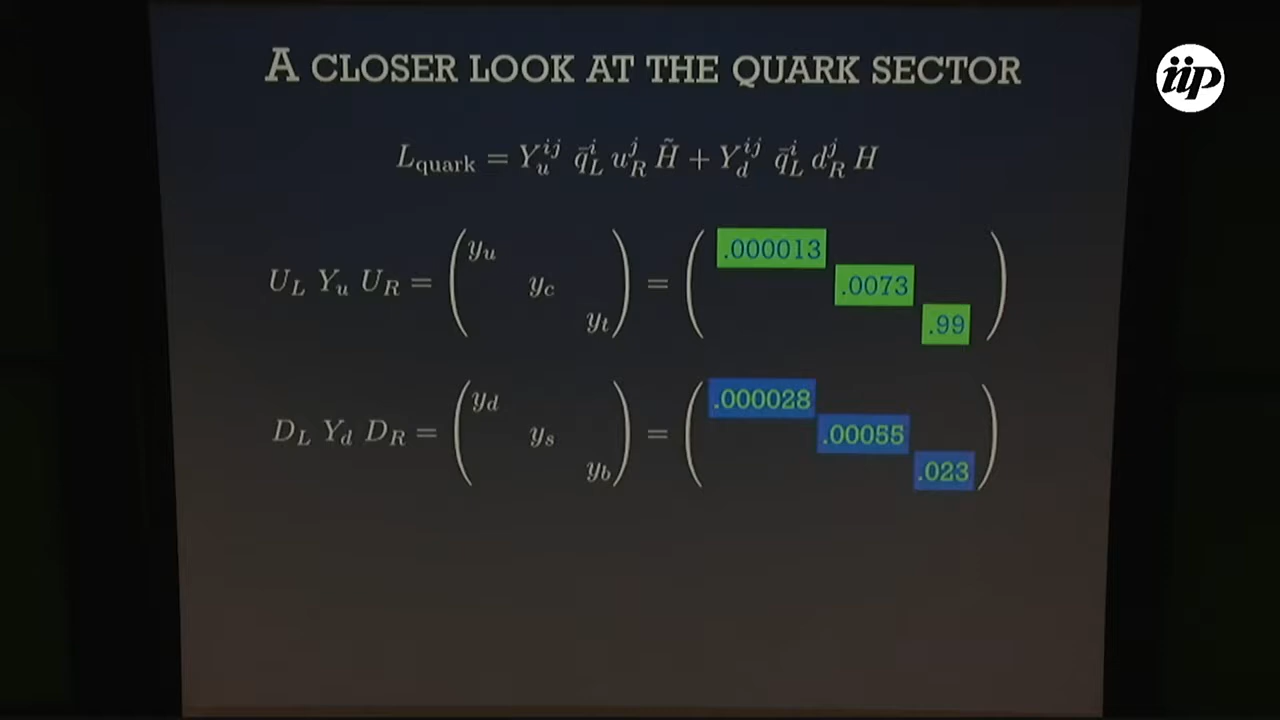 A CLOSER LOOK AT THE QUARK SECTOR
iip
L_quark = Y_u^{ij} q̄_L^i u_R^j H̃ + Y_d^{ij} q̄_L^i d_R^j H
U_L Y_u U_R = ( y_u y_c y_t ) = ( .000013 .0073 .99 )
D_L Y_d D_R = ( y_d y_s y_b ) = ( .000028 .00055 .023 )